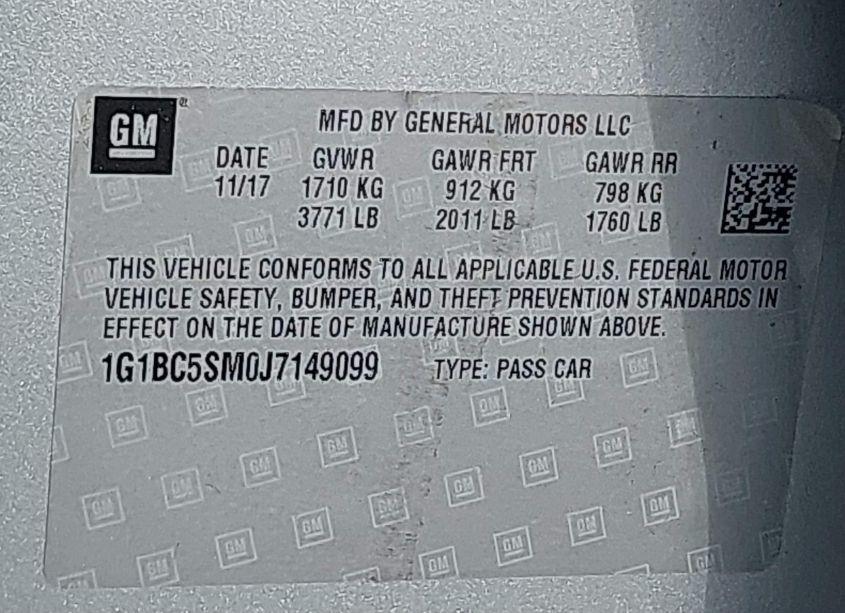 GM
MFD BY GENERAL MOTORS LLC
DATE GVWR GAWR FRT GAWR RR
11/17 1710 KG 912 KG 798 KG
3771 LB 2011 LB 1760 LB
THIS VEHICLE CONFORMS TO ALL APPLICABLE U.S. FEDERAL MOTOR
VEHICLE SAFETY, BUMPER, AND THEFT PREVENTION STANDARDS IN
EFFECT ON THE DATE OF MANUFACTURE SHOWN ABOVE.
1G1BC5SM0J7149099 TYPE: PASS CAR